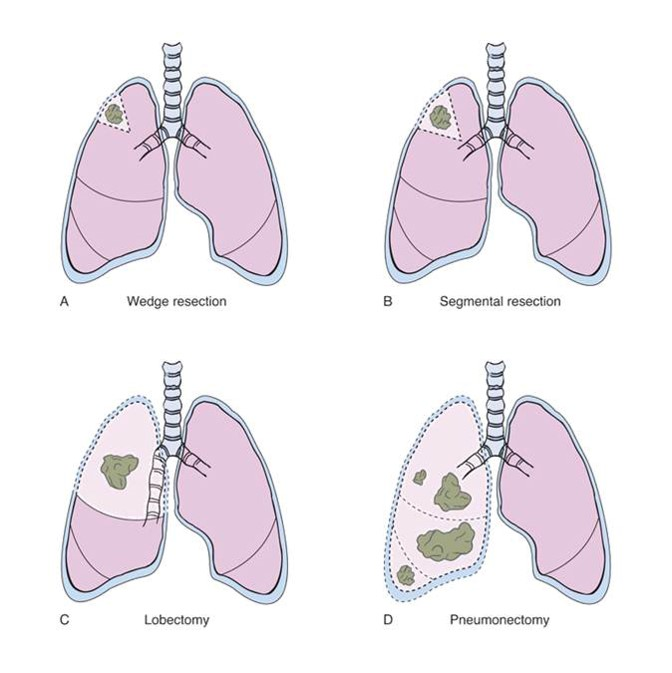 A Wedge resection
B Segmental resection
C Lobectomy
D Pneumonectomy